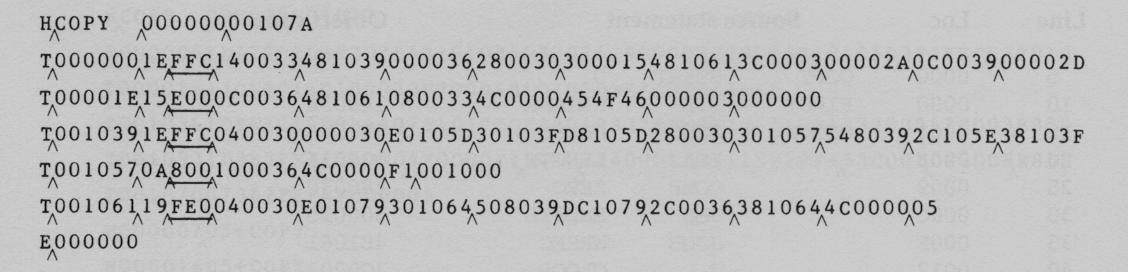 HCOPY  00000000107A
T0000001EFFC1400334810390000362800303000154810613C000300002A0C003900002D
T00001E15E000C00364810610800334C0000454F46000003000000
T0010391EFFC040030000030E0105D30103FD8105D2800303010575480392C105E38103F
T0010570A8001000364C0000F1001000
T00106119FE0040030E01079301064508039DC10792C00363810644C000005
E000000